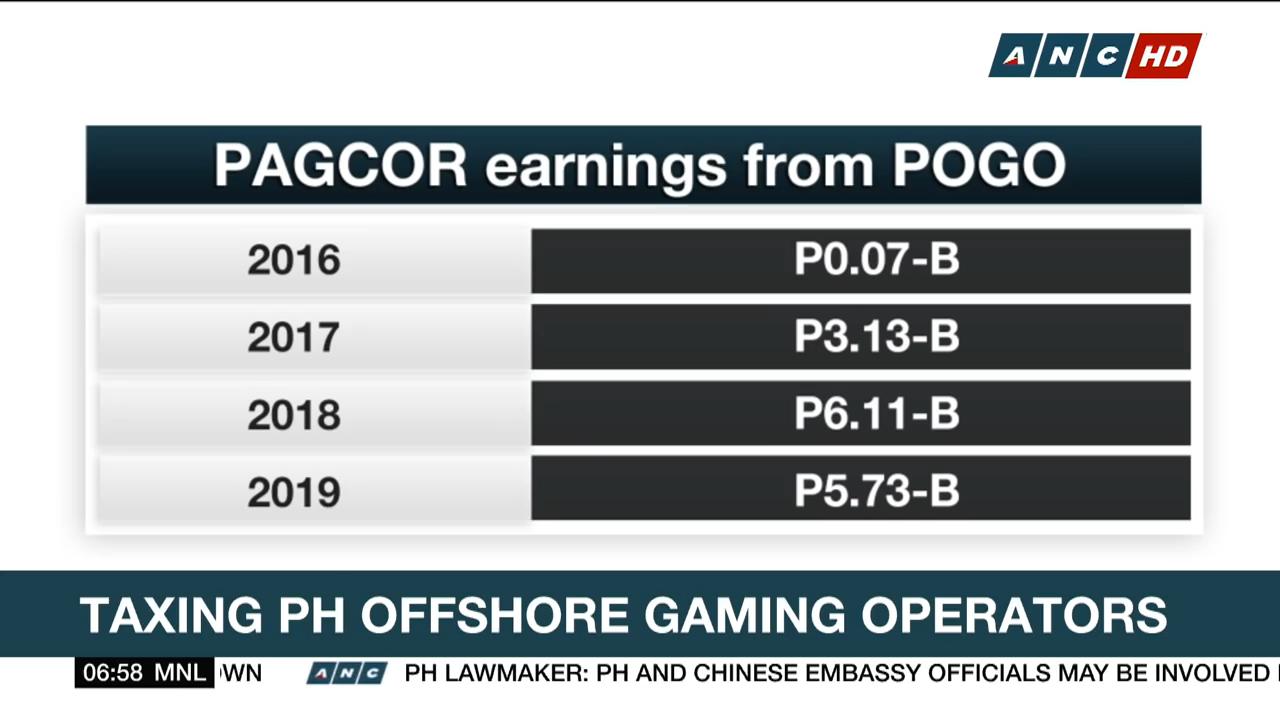 ANC HD
PAGCOR earnings from POGO
2016 P0.07-B
2017 P3.13-B
2018 P6.11-B
2019 P5.73-B
TAXING PH OFFSHORE GAMING OPERATORS
06:58 MNL OWN ANC PH LAWMAKER: PH AND CHINESE EMBASSY OFFICIALS MAY BE INVOLVED